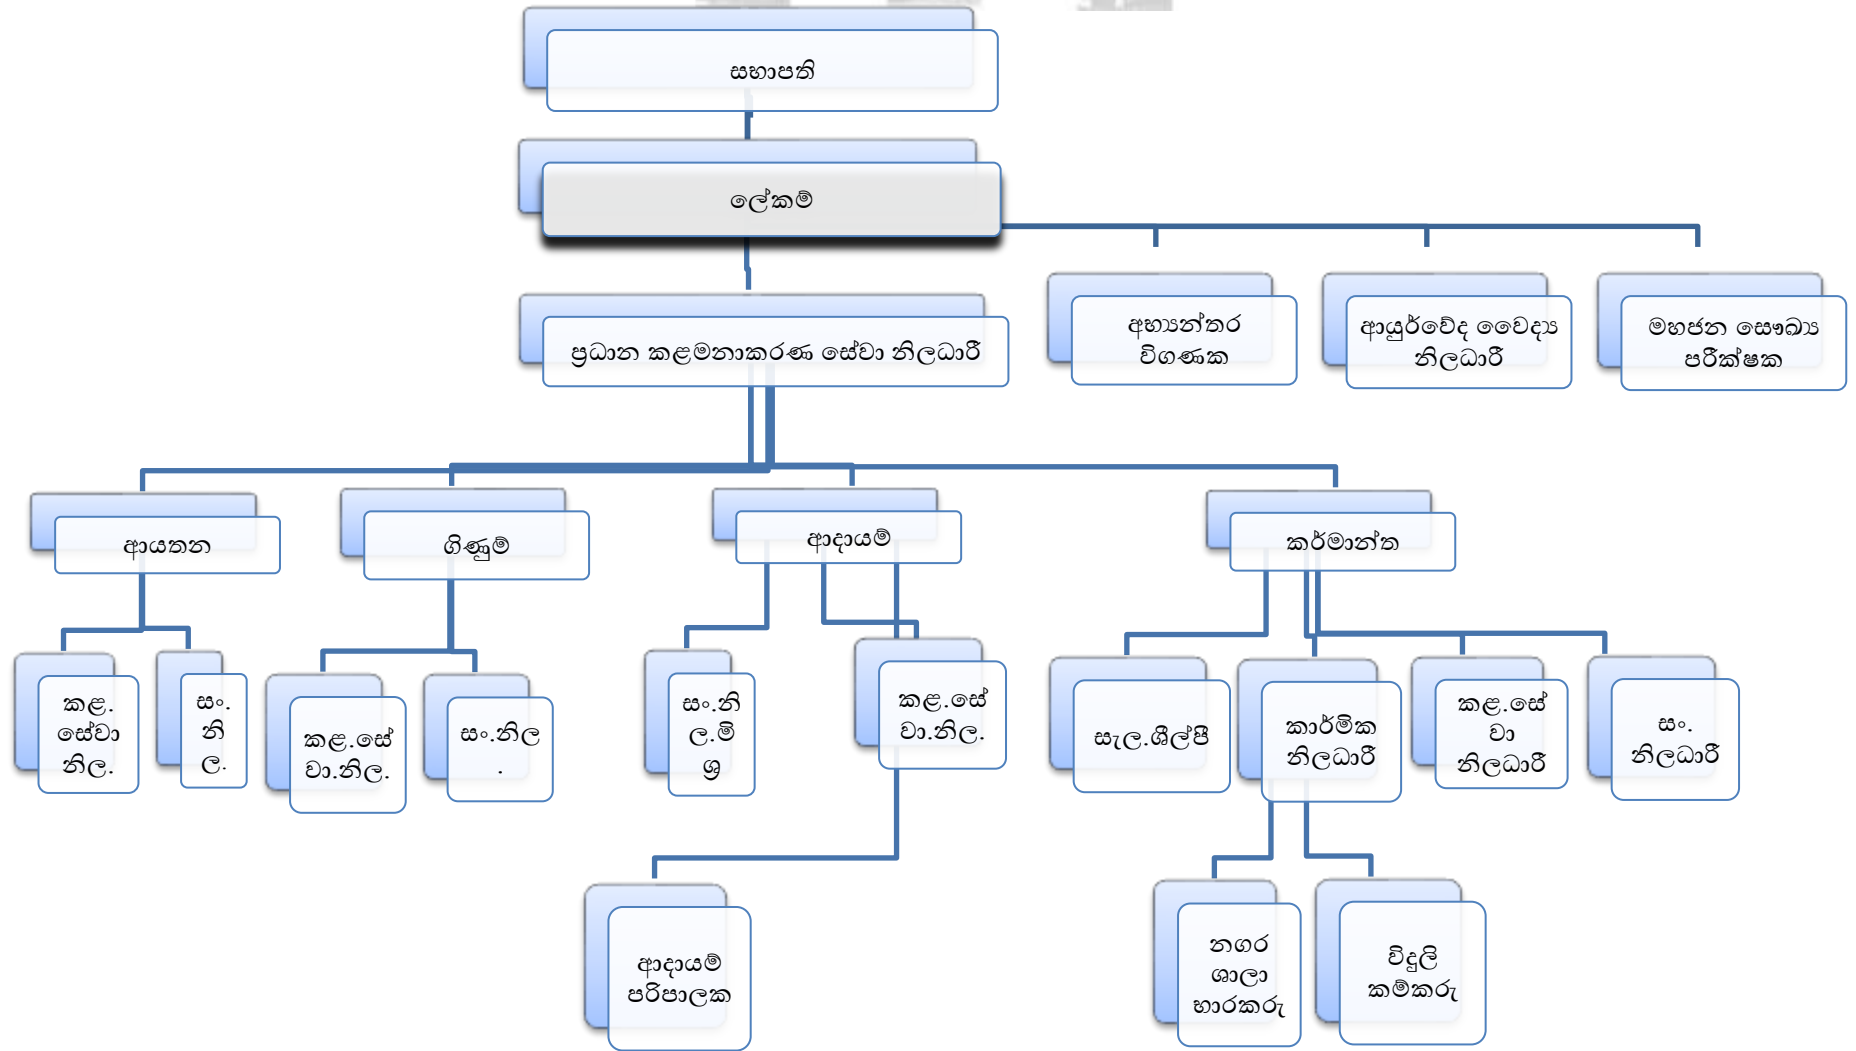 සභාපති
ලේකම්
ප්‍රධාන කළමනාකරණ සේවා නිලධාරී
අභ්‍යන්තර
විගණක
ආයුර්වේද වෛද්‍ය
නිලධාරී
මහජන සෞඛ්‍ය
පරීක්ෂක
ආයතන
ගිණුම්
ආදායම්
කර්මාන්ත
කළ.
සේවා
නිල.
සං.
නි
ල.
කළ.සේ
වා.නිල.
සං.නිල
.
සං.නි
ල.මි
ශ්‍ර
කළ.සේ
වා.නිල.
සැල.ශීල්පී
කාර්මික
නිලධාරී
කළ.සේ
වා
නිලධාරී
සං.
නිලධාරී
ආදායම්
පරිපාලක
නගර
ශාලා
භාරකරු
විදුලි
කම්කරු